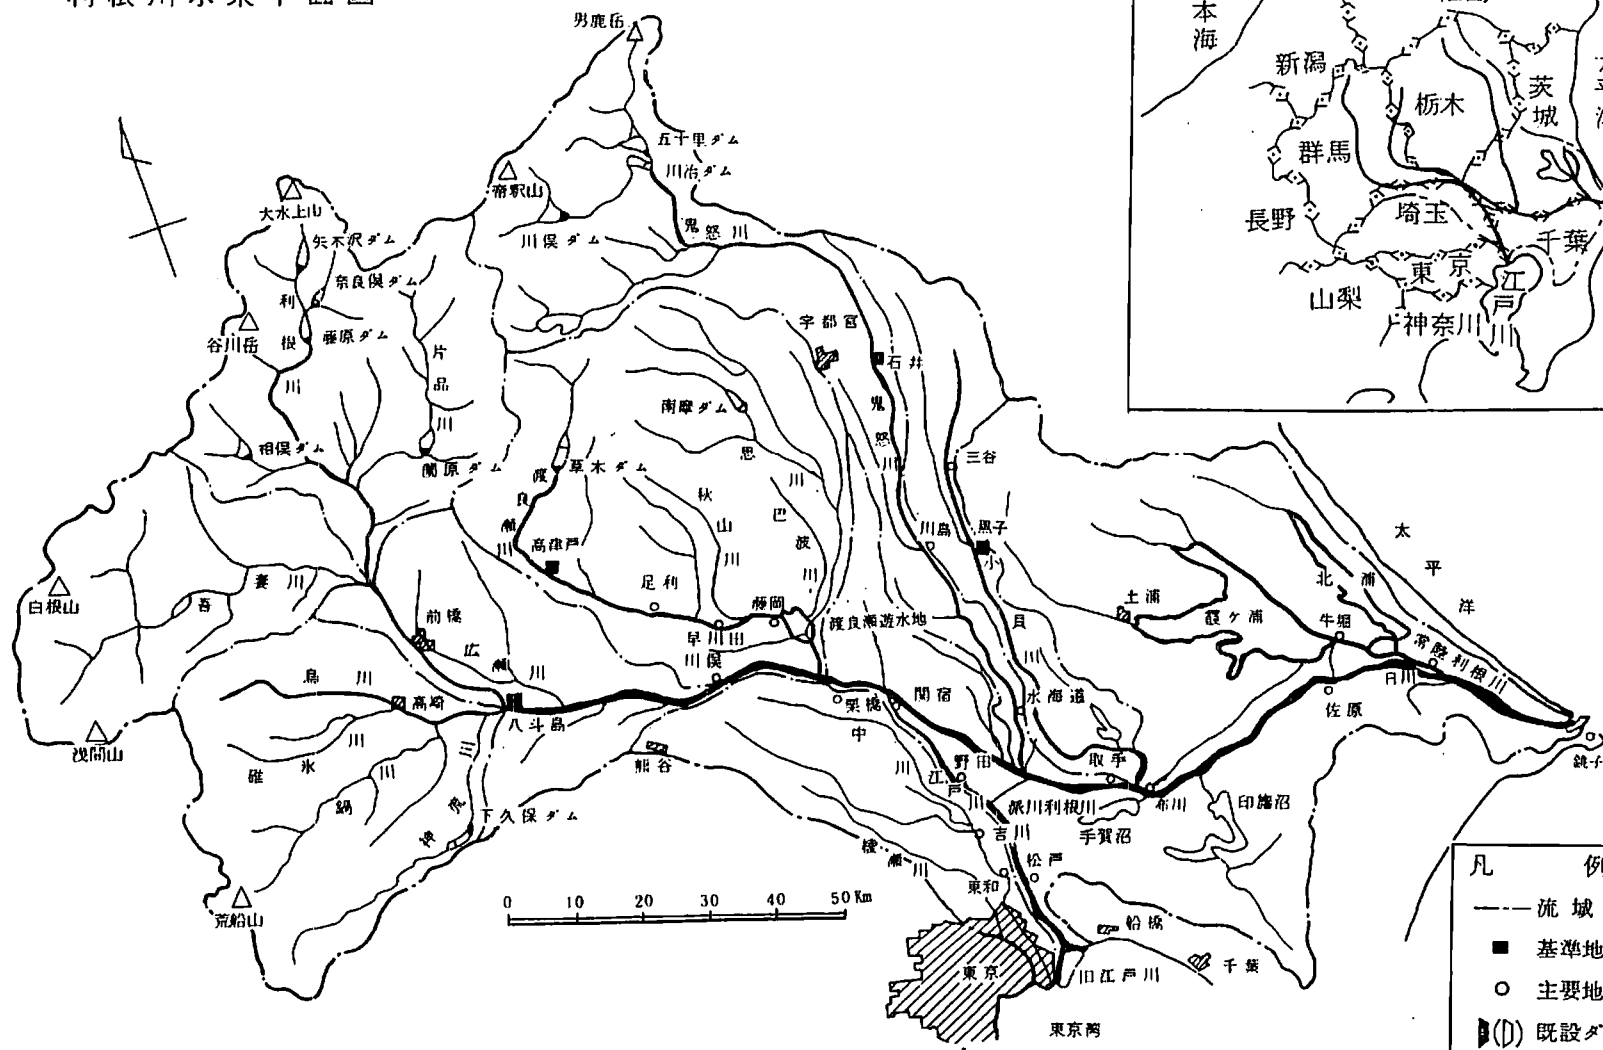 利根川水系平面図
本海
新潟
栃木
茨城
群馬
長野
埼玉
千葉
東京
山梨
神奈川
江戸川
男鹿岳
五十里ダム
川治ダム
帝釈山
大水上山
矢木沢ダム
川俣ダム
鬼怒川
奈良俣ダム
利根川
谷川岳
藤原ダム
片品川
宇都宮
石井
南摩ダム
鬼怒川
相俣ダム
薗原ダム
渡良瀬川
草木ダム
思川
三谷
秋山川
巴波川
川島
黒子
高津戸
小貝川
太平洋
白根山
吾妻川
前橋
足利
藤岡
早川田
渡良瀬遊水地
土浦
霞ヶ浦
北浦
牛堀
常陸利根川
広瀬川
川俣
烏川
高崎
八斗島
栗橋
関宿
水海道
佐原
浅間山
碓氷川
熊谷
中川
江戸川
野田
取手
布川
銚子
鏑川
神流川
下久保ダム
派川利根川
手賀沼
印旛沼
吉川
綾瀬川
松戸
東和
荒船山
0 10 20 30 40 50 Km
船橋
東京
旧江戸川
千葉
東京湾
凡例
流域
基準地
主要地
既設ダ